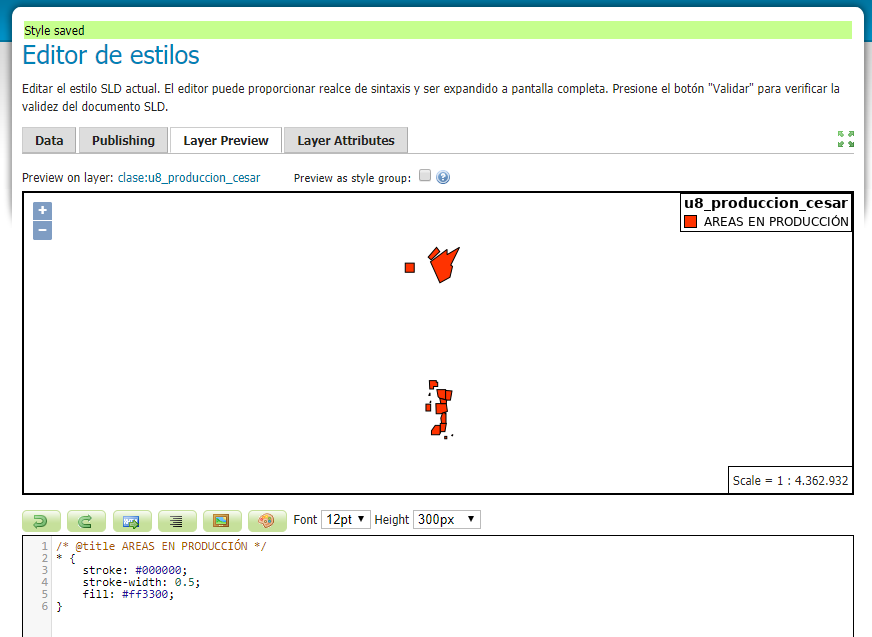 Style saved
Editor de estilos
Editar el estilo SLD actual. El editor puede proporcionar realce de sintaxis y ser expandido a pantalla completa. Presione el botón "Validar" para verificar la
validez del documento SLD.
Data Publishing Layer Preview Layer Attributes
Preview on layer: clase:u8_produccion_cesar Preview as style group: ?
+
−
u8_produccion_cesar
AREAS EN PRODUCCIÓN
Scale = 1 : 4.362.932
Font 12pt Height 300px
1 /* @title AREAS EN PRODUCCIÓN */
2 * {
3 stroke: #000000;
4 stroke-width: 0.5;
5 fill: #ff3300;
6 }